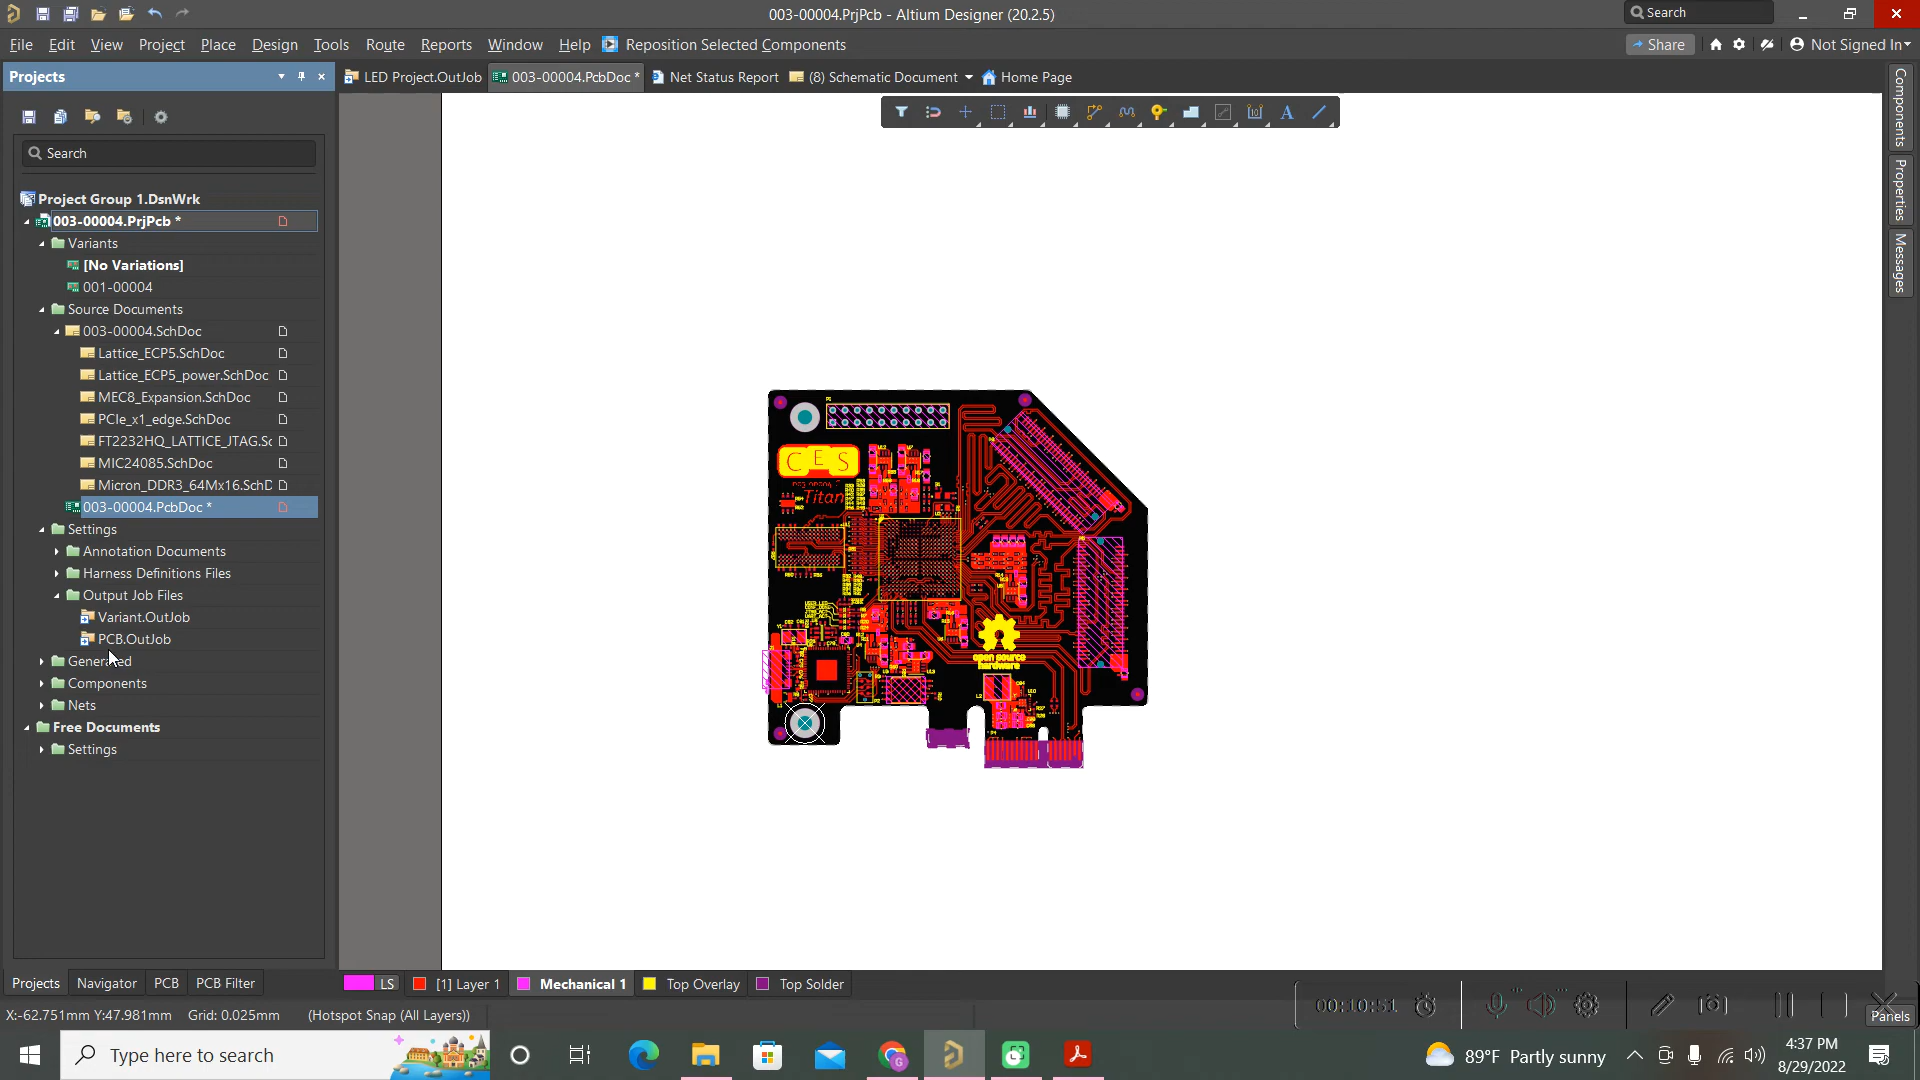 003-00004.PrjPcb - Altium Designer (20.2.5)
Search
File Edit View Project Place Design Tools Route Reports Window Help Reposition Selected Components
Share Not Signed In
Projects
LED Project.OutJob 003-00004.PcbDoc * Net Status Report (8) Schematic Document Home Page
Search
Project Group 1.DsnWrk
003-00004.PrjPcb *
Variants
[No Variations]
001-00004
Source Documents
003-00004.SchDoc
Lattice_ECP5.SchDoc
Lattice_ECP5_power.SchDoc
MEC8_Expansion.SchDoc
PCIe_x1_edge.SchDoc
FT2232HQ_LATTICE_JTAG.Sc
MIC24085.SchDoc
Micron_DDR3_64Mx16.SchD
003-00004.PcbDoc *
Settings
Annotation Documents
Harness Definitions Files
Output Job Files
Variant.OutJob
PCB.OutJob
Generated
Components
Nets
Free Documents
Settings
Components
Properties
Messages
CES
Titan
open source
hardware
Projects Navigator PCB PCB Filter
LS [1] Layer 1 Mechanical 1 Top Overlay Top Solder
X:-62.751mm Y:47.981mm Grid: 0.025mm (Hotspot Snap (All Layers))
00:10:51
Panels
Type here to search
89°F Partly sunny
4:37 PM
8/29/2022